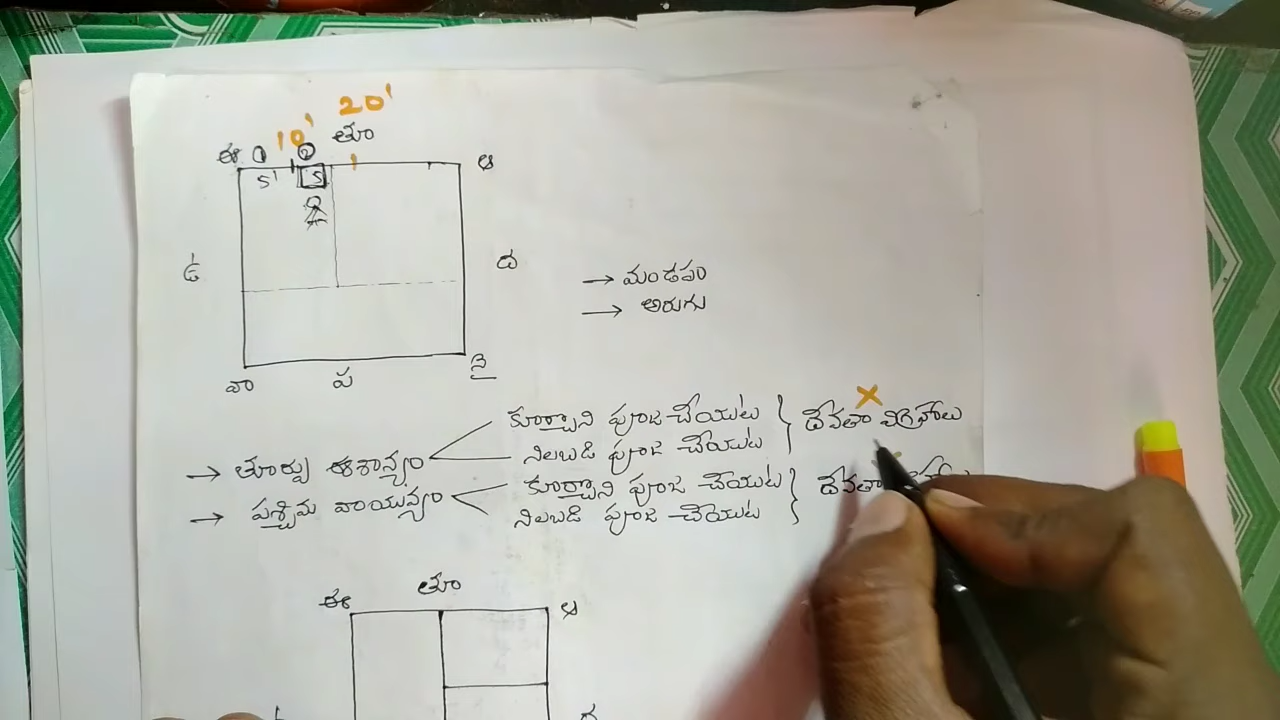 20'
10' తూ
ఈ 1 2 ఆ
5' 5
ఉ ద
→ మండపం
→ అరుగు
వా ప నై
కూర్చొని పూజ చేయుట } దేవతా విగ్రహాలు ×
→ తూర్పు ఈశాన్యం
నిలబడి పూజ చేయుట
కూర్చొని పూజ చేయుట } దేవతా
→ పశ్చిమ వాయువ్యం
నిలబడి పూజ చేయుట
తూ
ఈ ఆ
ద